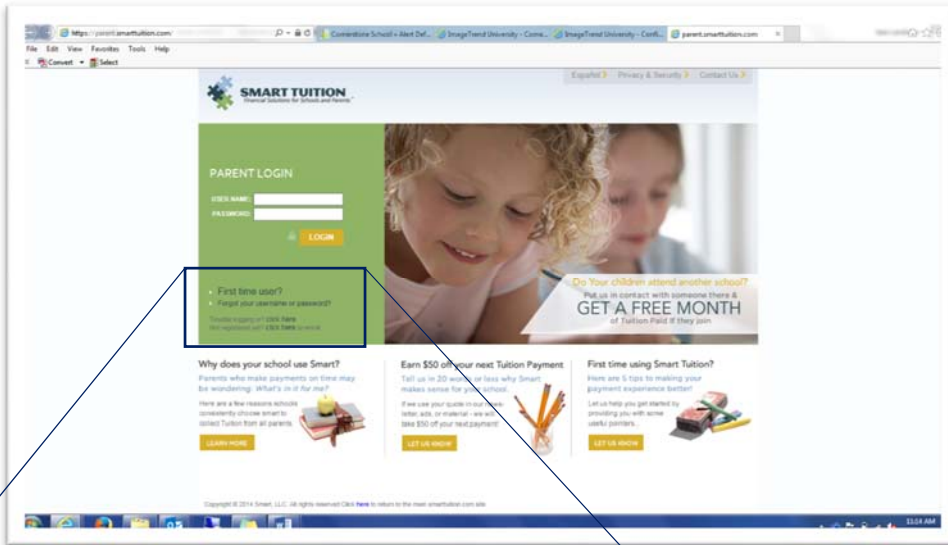 https://parent.smarttuition.com/
Cornerstone School » Alert Def...
ImageTrend University - Corne...
ImageTrend University - Confi...
parent.smarttuition.com
File Edit View Favorites Tools Help
Convert Select
Español Privacy & Security Contact Us
SMART TUITION
Financial Solutions for Schools and Parents
PARENT LOGIN
USER NAME:
PASSWORD:
LOGIN
First time user?
Forgot your username or password?
Trouble logging in? Click here
Not registered yet? Click here to enroll
Do Your children attend another school?
Put us in contact with someone there &
GET A FREE MONTH
of Tuition Paid if they join
Why does your school use Smart?
Parents who make payments on time may
be wondering: What's in it for me?
Here are a few reasons schools
consistently choose smart to
collect Tuition from all parents.
LEARN MORE
Earn $50 off your next Tuition Payment
Tell us in 20 words or less why Smart
makes sense for your school.
If we use your quote in our news-
letter, ads, or material - we will
take $50 off your next payment!
LET US KNOW
First time using Smart Tuition?
Here are 5 tips to making your
payment experience better!
Let us help you get started by
providing you with some
useful pointers...
LET US KNOW
Copyright © 2014 Smart, LLC. All rights reserved Click here to return to the main smarttuition.com site
11:14 AM